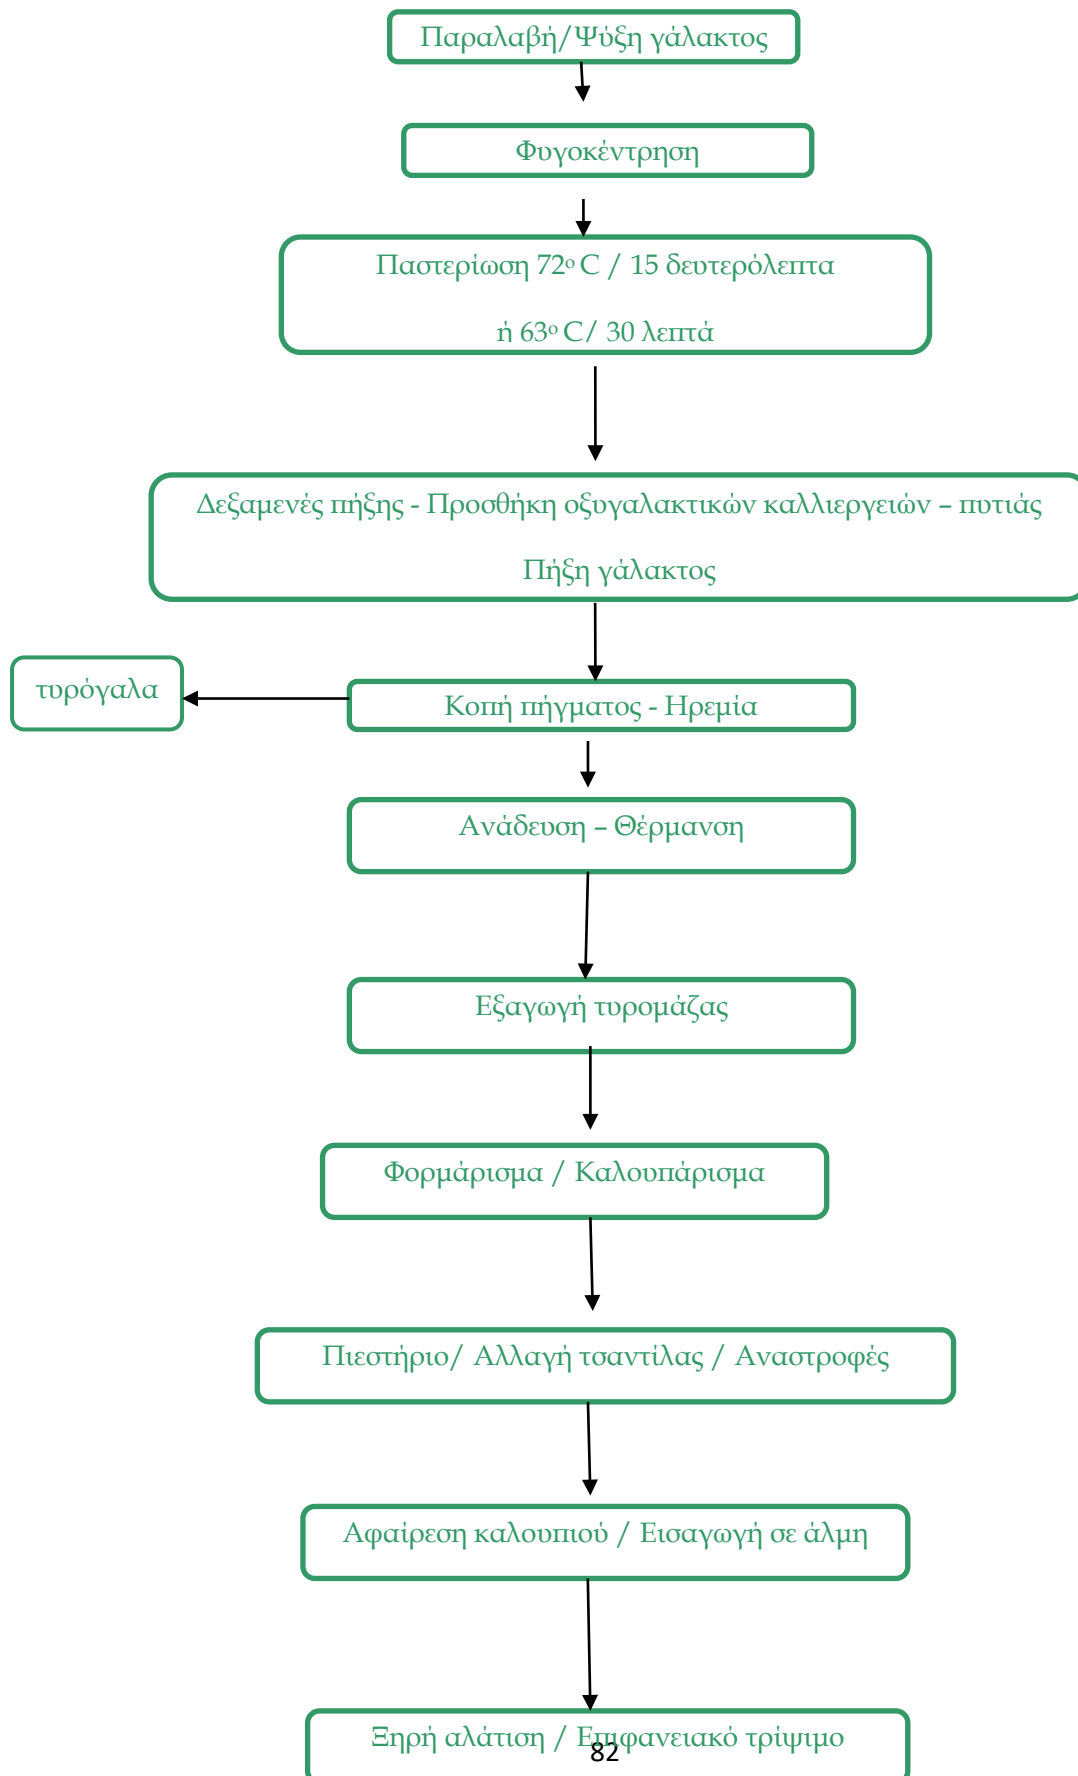 Παραλαβή/Ψύξη γάλακτος
Φυγοκέντρηση
Παστερίωση 72ο C / 15 δευτερόλεπτα
ή 63ο C/ 30 λεπτά
Δεξαμενές πήξης - Προσθήκη οξυγαλακτικών καλλιεργειών – πυτιάς
Πήξη γάλακτος
τυρόγαλα
Κοπή πήγματος - Ηρεμία
Ανάδευση – Θέρμανση
Εξαγωγή τυρομάζας
Φορμάρισμα / Καλουπάρισμα
Πιεστήριο/ Αλλαγή τσαντίλας / Αναστροφές
Αφαίρεση καλουπιού / Εισαγωγή σε άλμη
Ξηρή αλάτιση / Επιφανειακό τρίψιμο
82